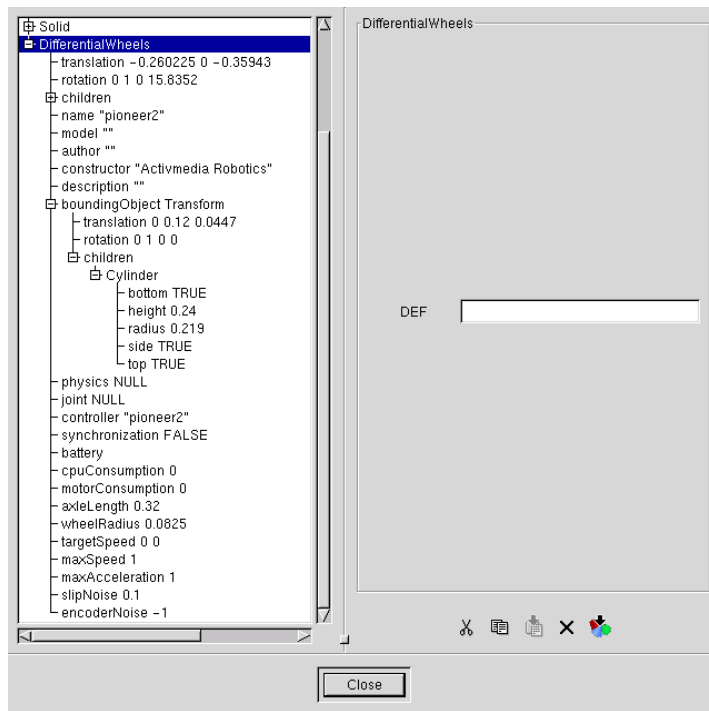 Solid
DifferentialWheels
DifferentialWheels
translation -0.260225 0 -0.35943
rotation 0 1 0 15.8352
children
name "pioneer2"
model ""
author ""
constructor "Activmedia Robotics"
description ""
boundingObject Transform
translation 0 0.12 0.0447
rotation 0 1 0 0
children
Cylinder
bottom TRUE
height 0.24
radius 0.219
side TRUE
top TRUE
physics NULL
joint NULL
controller "pioneer2"
synchronization FALSE
battery
cpuConsumption 0
motorConsumption 0
axleLength 0.32
wheelRadius 0.0825
targetSpeed 0 0
maxSpeed 1
maxAcceleration 1
slipNoise 0.1
encoderNoise -1
DEF
Close